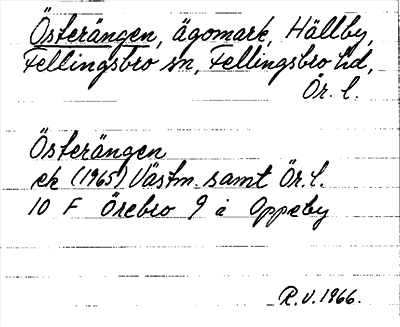 Österängen, ägomark, Hällby,
Fellingsbro sn, Fellingsbro hd,
Ör. l.
Österängen
ek (1965) Västm. samt Ör. l.
10 F Örebro 9 i Oppeby
R.V. 1966.